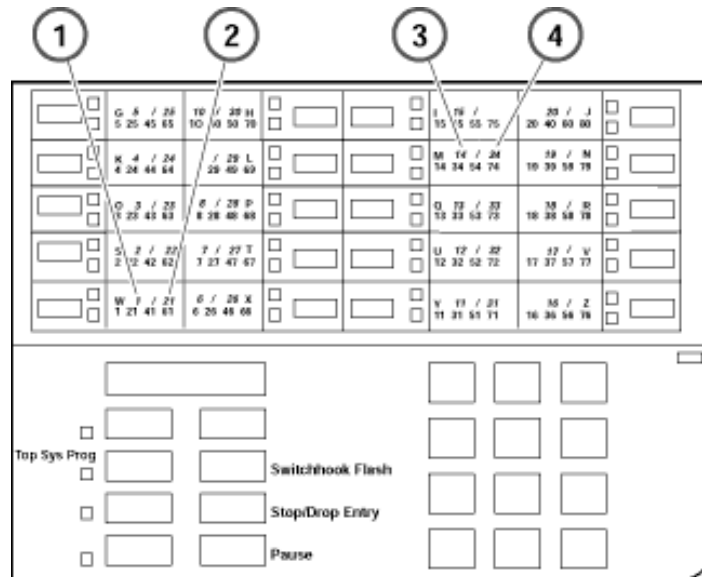 1
2
3
4
G 5 / 25
5 25 45 65
10 / 30 H
10 50 70
I 15 /
15 55 75
20 / J
20 40 60 80
K 4 / 24
4 24 44 64
/ 29 L
29 49 69
M 14 / 34
14 34 54 74
19 / N
19 39 59 79
O 3 / 23
3 23 43 63
8 / 28 P
8 28 48 68
Q 13 / 33
13 33 53 73
18 / R
18 38 58 78
S 2 / 22
2 22 42 62
7 / 27 T
7 27 47 67
U 12 / 32
12 32 52 72
17 / V
17 37 57 77
W 1 / 21
1 21 41 61
6 / 26 X
6 26 46 66
Y 11 / 31
11 31 51 71
16 / Z
16 36 56 76
Top Sys Prog
Switchhook Flash
Stop/Drop Entry
Pause